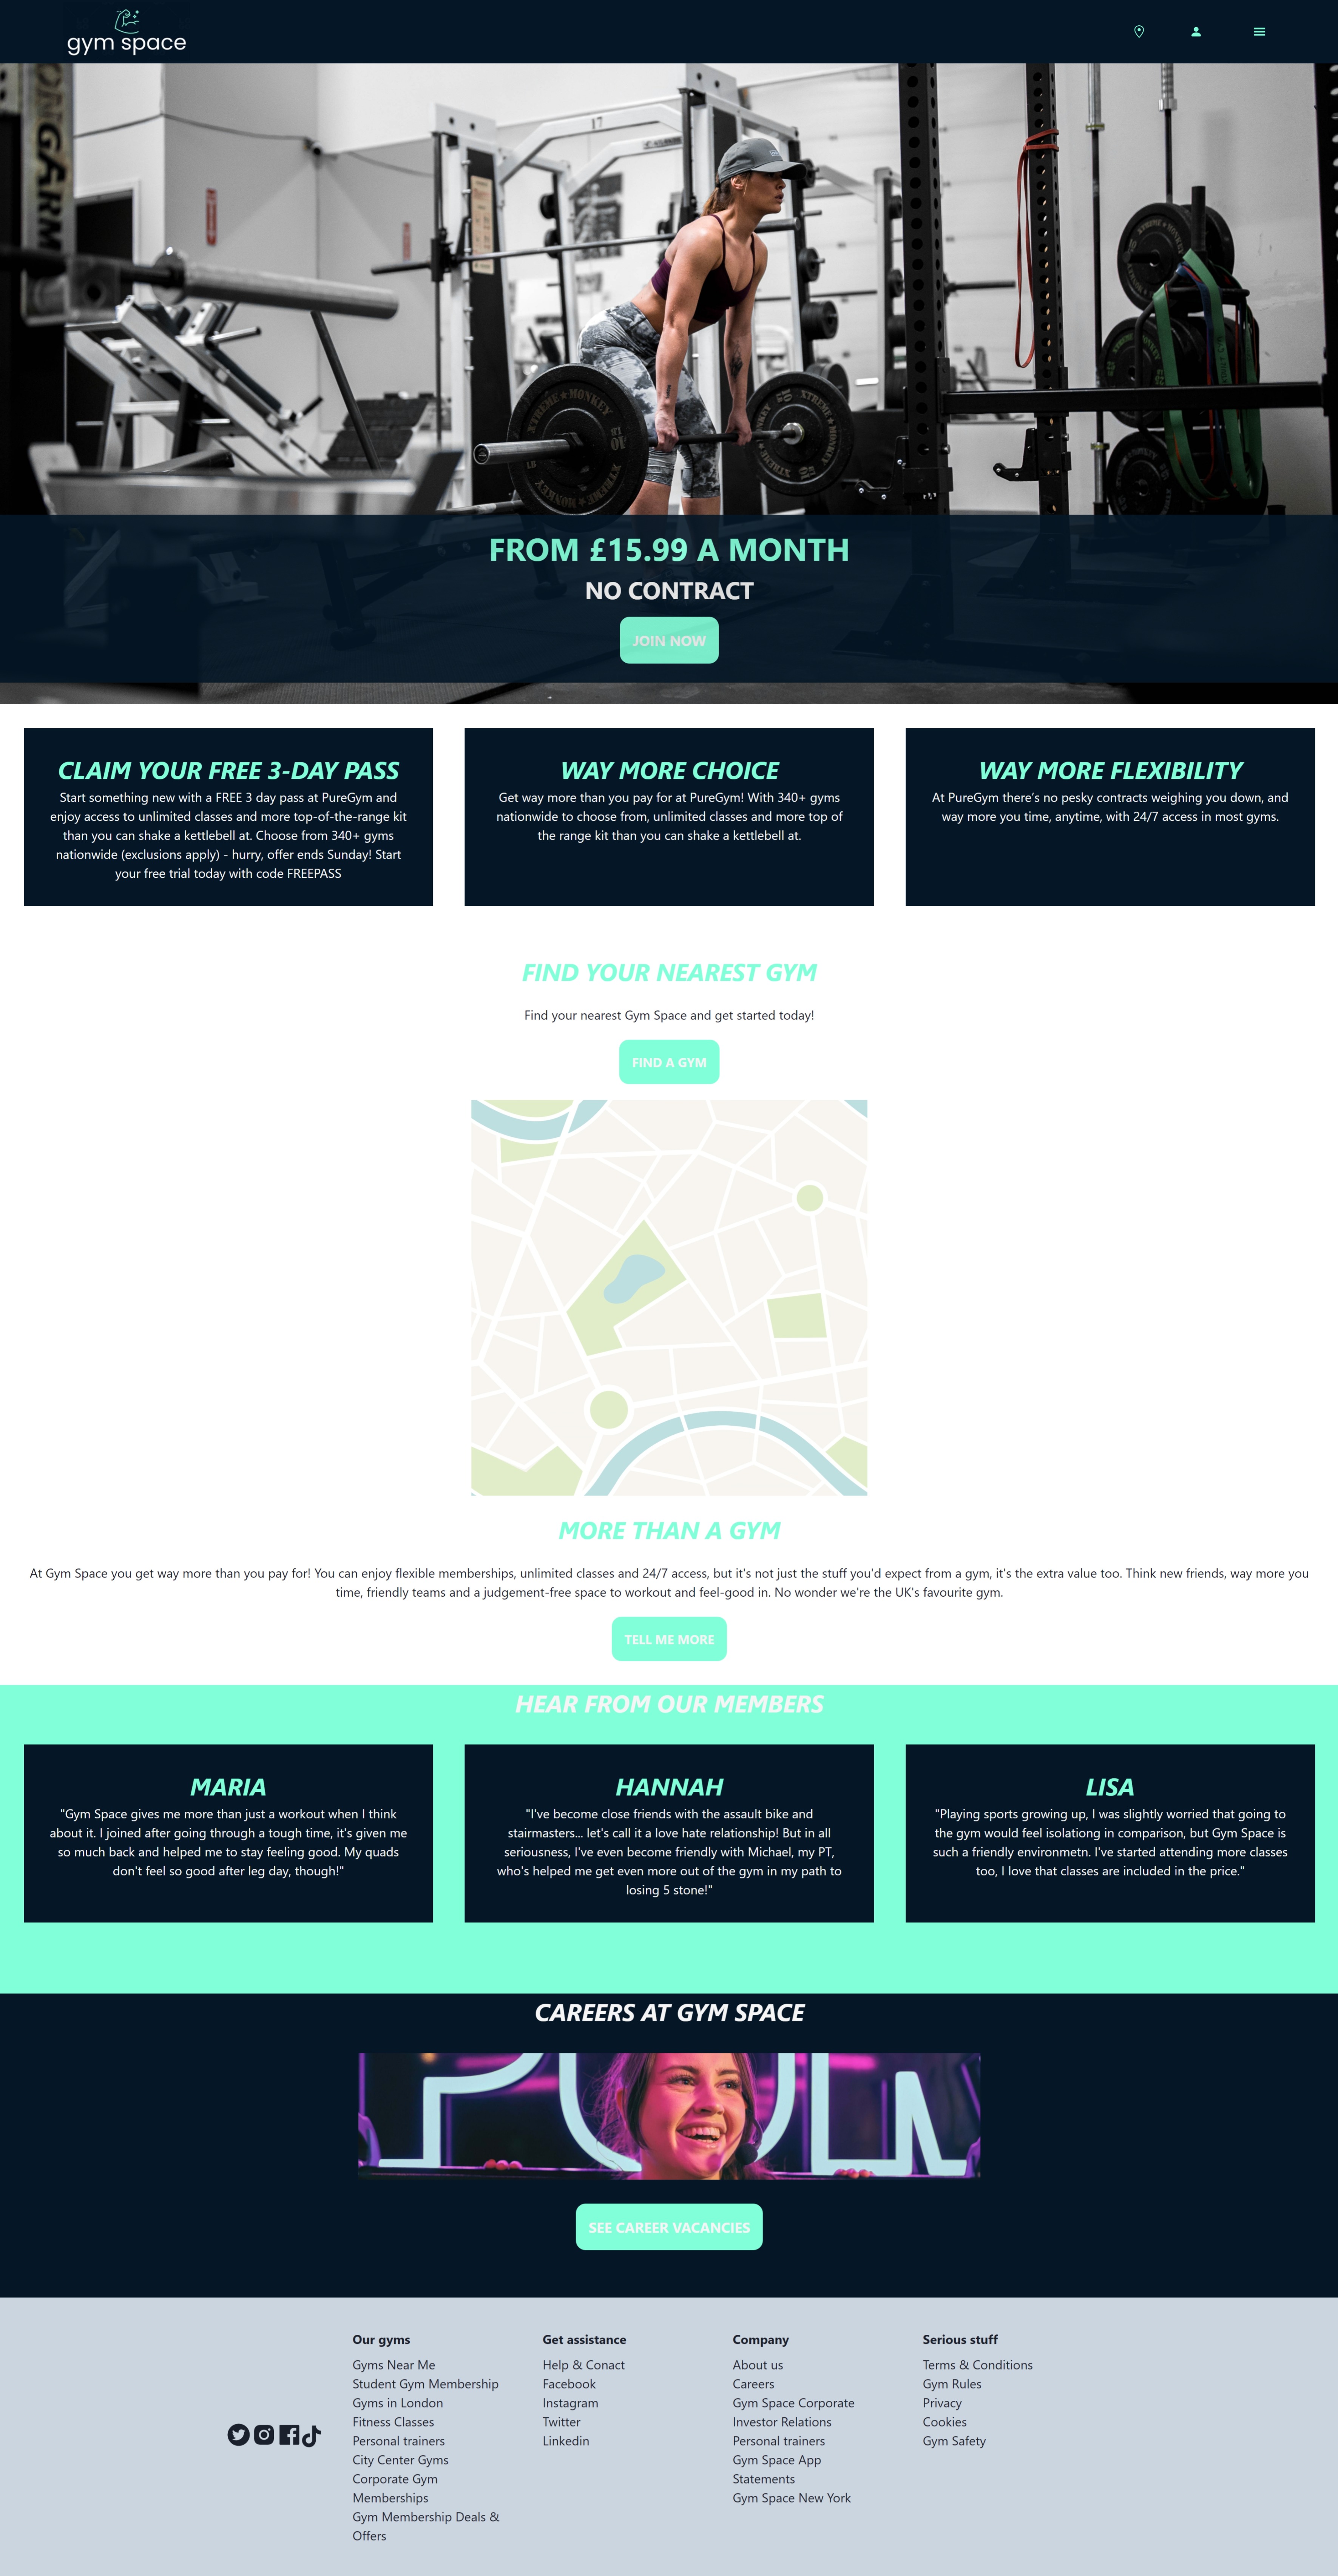 gym space
17
XTREME MONKEY
FROM £15.99 A MONTH
NO CONTRACT
JOIN NOW
CLAIM YOUR FREE 3-DAY PASS
Start something new with a FREE 3 day pass at PureGym and
enjoy access to unlimited classes and more top-of-the-range kit
than you can shake a kettlebell at. Choose from 340+ gyms
nationwide (exclusions apply) - hurry, offer ends Sunday! Start
your free trial today with code FREEPASS
WAY MORE CHOICE
Get way more than you pay for at PureGym! With 340+ gyms
nationwide to choose from, unlimited classes and more top of
the range kit than you can shake a kettlebell at.
WAY MORE FLEXIBILITY
At PureGym there's no pesky contracts weighing you down, and
way more you time, anytime, with 24/7 access in most gyms.
FIND YOUR NEAREST GYM
Find your nearest Gym Space and get started today!
FIND A GYM
MORE THAN A GYM
At Gym Space you get way more than you pay for! You can enjoy flexible memberships, unlimited classes and 24/7 access, but it's not just the stuff you'd expect from a gym, it's the extra value too. Think new friends, way more you
time, friendly teams and a judgement-free space to workout and feel-good in. No wonder we're the UK's favourite gym.
TELL ME MORE
HEAR FROM OUR MEMBERS
MARIA
"Gym Space gives me more than just a workout when I think
about it. I joined after going through a tough time, it's given me
so much back and helped me to stay feeling good. My quads
don't feel so good after leg day, though!"
HANNAH
"I've become close friends with the assault bike and
stairmasters... let's call it a love hate relationship! But in all
seriousness, I've even become friendly with Michael, my PT,
who's helped me get even more out of the gym in my path to
losing 5 stone!"
LISA
"Playing sports growing up, I was slightly worried that going to
the gym would feel isolationg in comparison, but Gym Space is
such a friendly environmetn. I've started attending more classes
too, I love that classes are included in the price."
CAREERS AT GYM SPACE
SEE CAREER VACANCIES
Our gyms
Gyms Near Me
Student Gym Membership
Gyms in London
Fitness Classes
Personal trainers
City Center Gyms
Corporate Gym
Memberships
Gym Membership Deals &
Offers
Get assistance
Help & Conact
Facebook
Instagram
Twitter
Linkedin
Company
About us
Careers
Gym Space Corporate
Investor Relations
Personal trainers
Gym Space App
Statements
Gym Space New York
Serious stuff
Terms & Conditions
Gym Rules
Privacy
Cookies
Gym Safety